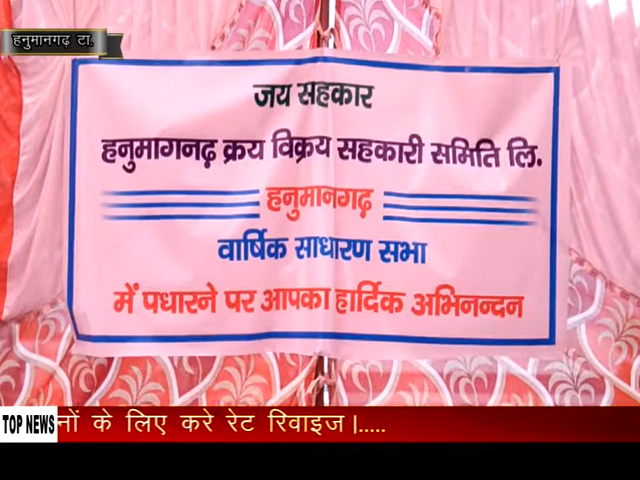 हनुमानगढ़ टा.
जय सहकार
हनुमागनढ़ क्रय विक्रय सहकारी समिति लि.
हनुमानगढ़
वार्षिक साधारण सभा
में पधारने पर आपका हार्दिक अभिनन्दन
TOP NEWS नों के लिए करे रेट रिवाइज।.....